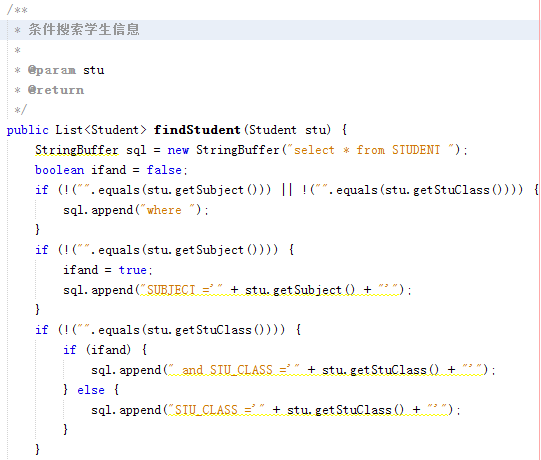 /**
 * 条件搜索学生信息
 *
 * @param stu
 * @return
 */
public List<Student> findStudent(Student stu) {
    StringBuffer sql = new StringBuffer("select * from STUDENT ");
    boolean ifand = false;
    if (!("".equals(stu.getSubject())) || !("".equals(stu.getStuClass()))) {
        sql.append("where ");
    }
    if (!("".equals(stu.getSubject()))) {
        ifand = true;
        sql.append("SUBJECT ='" + stu.getSubject() + "'");
    }
    if (!("".equals(stu.getStuClass()))) {
        if (ifand) {
            sql.append(" and STU_CLASS ='" + stu.getStuClass() + "'");
        } else {
            sql.append("STU_CLASS ='" + stu.getStuClass() + "'");
        }
    }